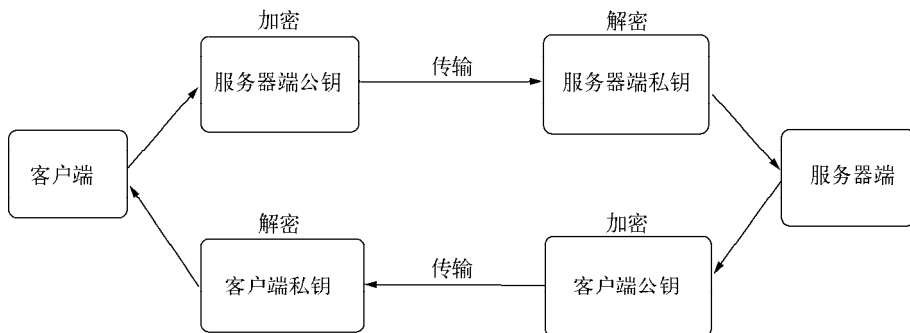 加密
解密
服务器端公钥
传输
服务器端私钥
客户端
服务器端
解密
加密
客户端私钥
传输
客户端公钥